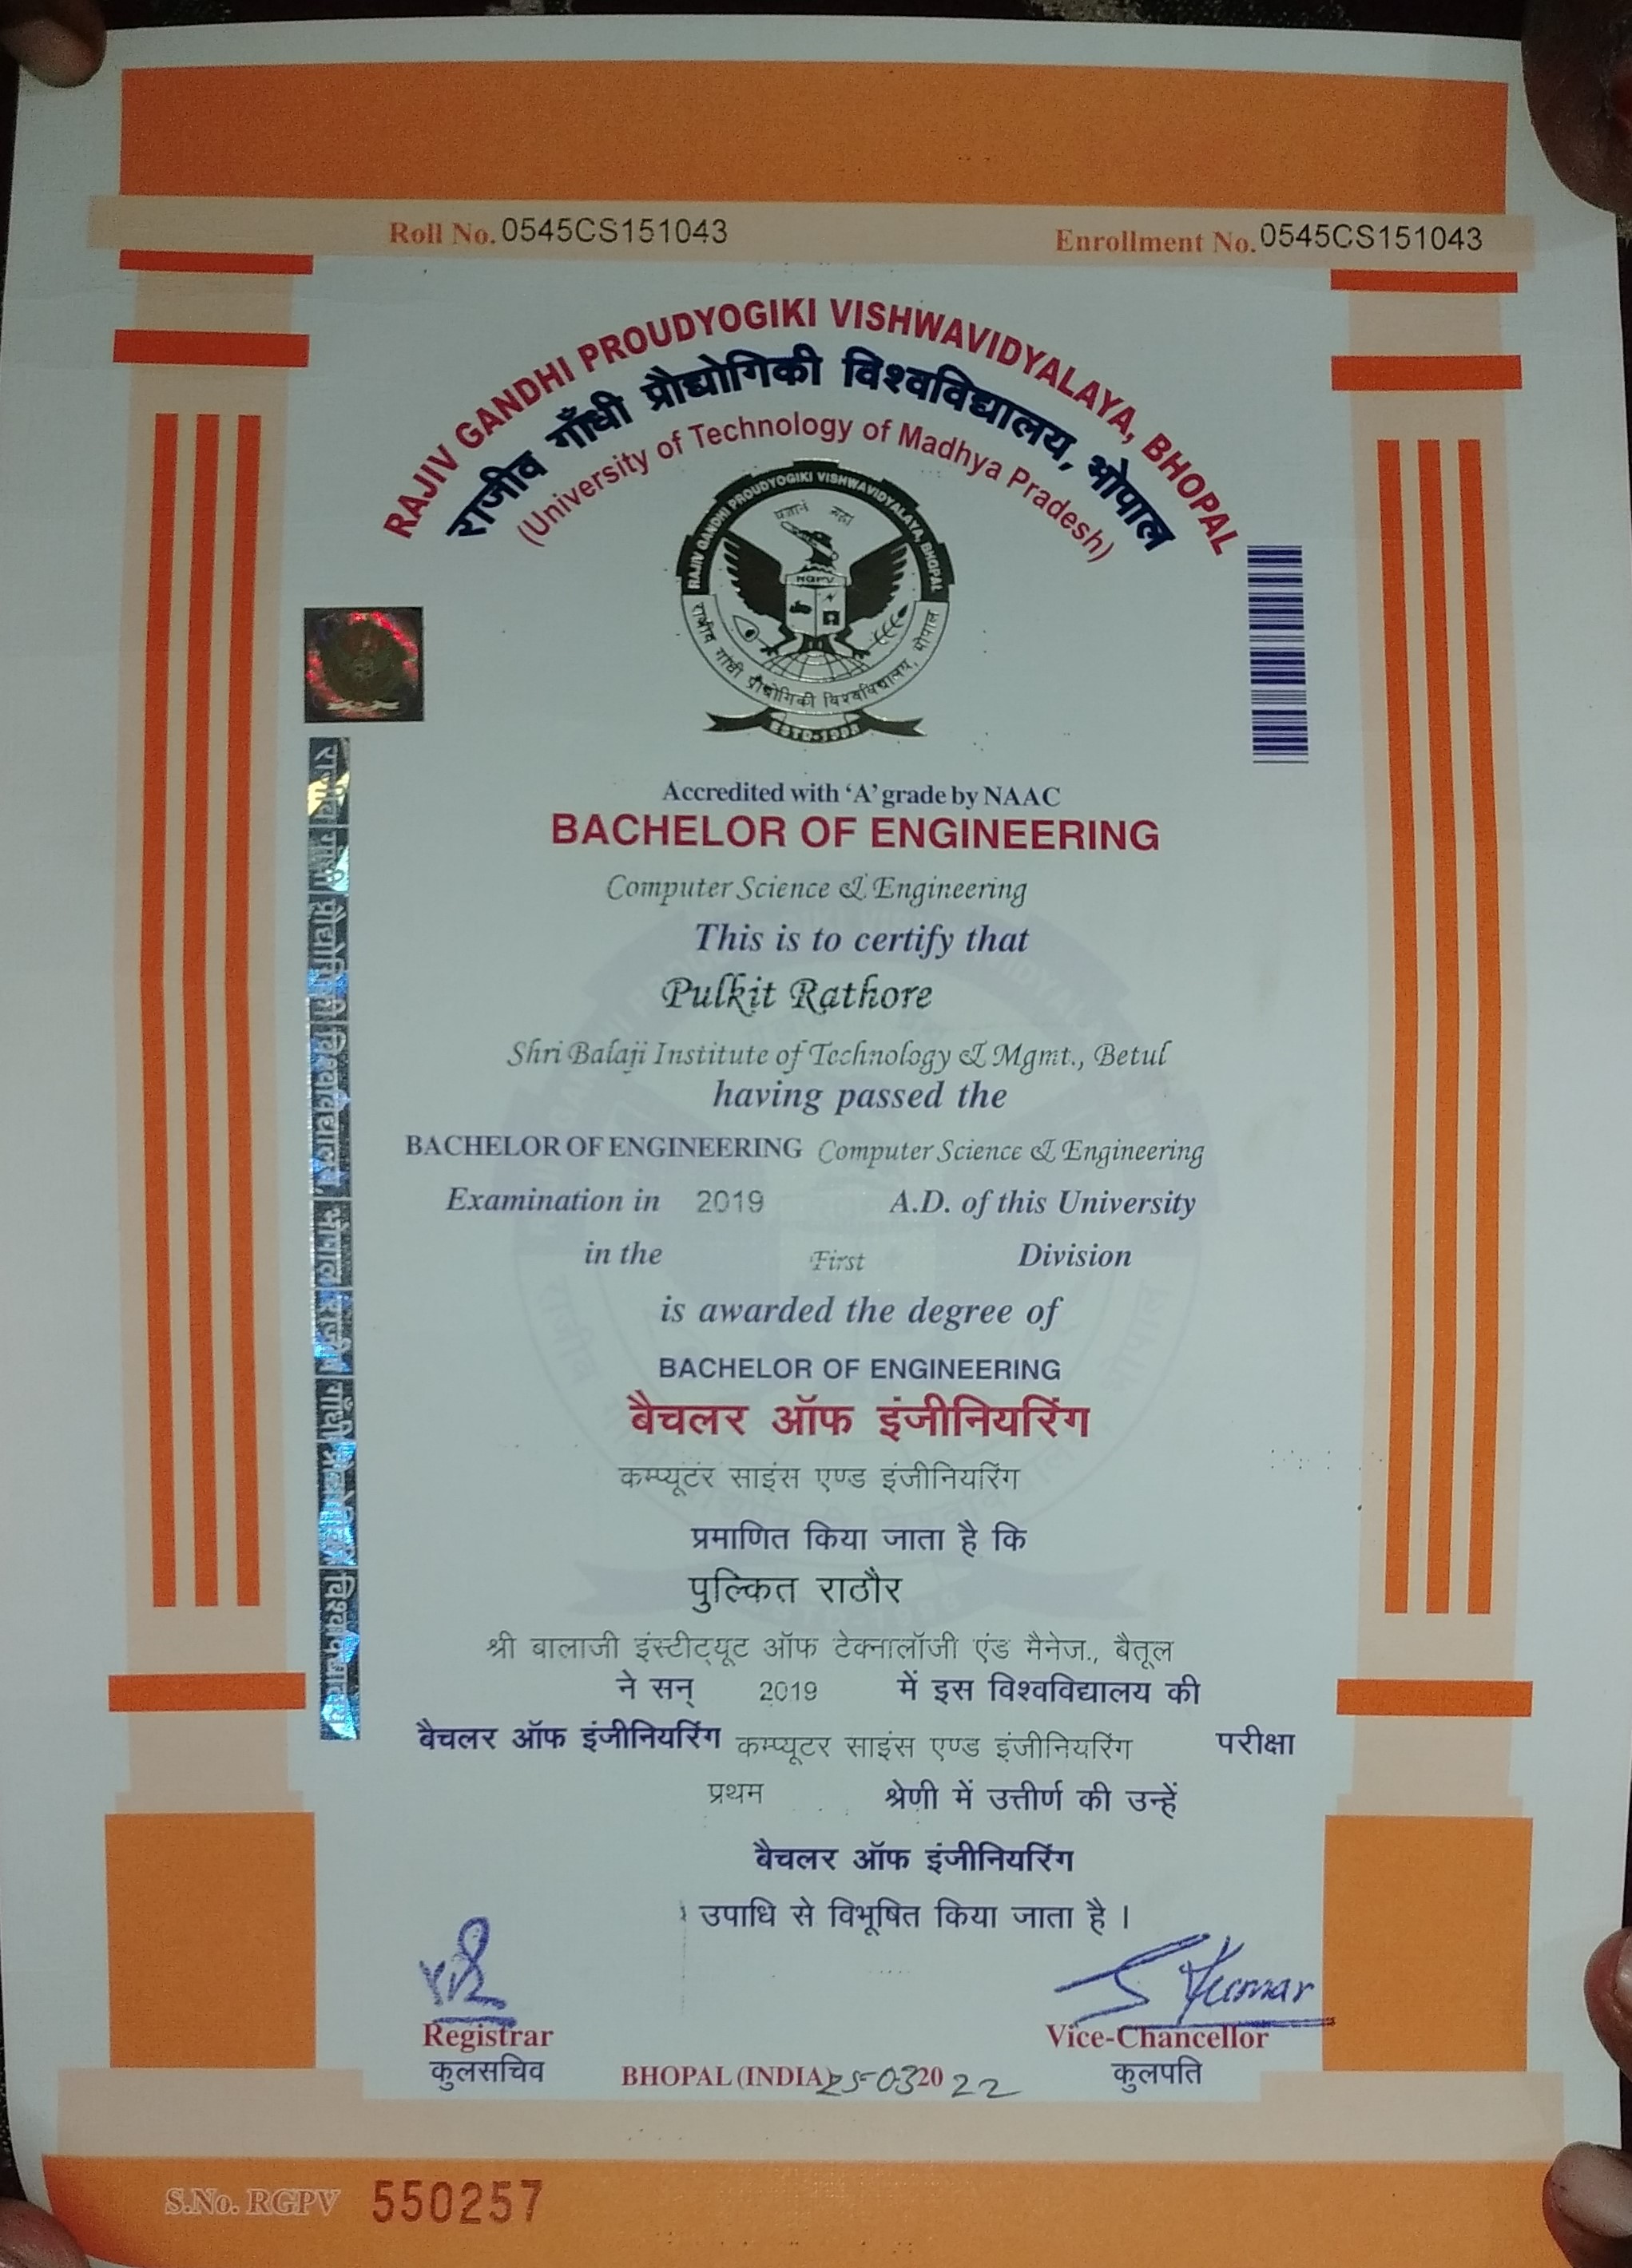 Roll No. 0545CS151043
Enrollment No. 0545CS151043
RAJIV GANDHI PROUDYOGIKI VISHWAVIDYALAYA, BHOPAL
राजीव गाँधी प्रौद्योगिकी विश्वविद्यालय, भोपाल
(University of Technology of Madhya Pradesh)
RAJIV GANDHI PROUDYOGIKI VISHWAVIDYALAYA, BHOPAL
RGPV
राजीव गांधी प्रौद्योगिकी विश्वविद्यालय, भोपाल
ESTD-1998
राजीव गाँधी प्रौद्योगिकी विश्वविद्यालय, भोपाल राजीव गाँधी प्रौद्योगिकी विश्वविद्यालय
Accredited with ‘A’ grade by NAAC
BACHELOR OF ENGINEERING
Computer Science & Engineering
This is to certify that
Pulkit Rathore
Shri Balaji Institute of Technology & Mgmt., Betul
having passed the
BACHELOR OF ENGINEERING Computer Science & Engineering
Examination in 2019 A.D. of this University
in the First Division
is awarded the degree of
BACHELOR OF ENGINEERING
बैचलर ऑफ इंजीनियरिंग
कम्प्यूटर साइंस एण्ड इंजीनियरिंग
प्रमाणित किया जाता है कि
पुल्कित राठौर
श्री बालाजी इंस्टीट्यूट ऑफ टेक्नालॉजी एंड मैनेज., बैतूल
ने सन् 2019 में इस विश्वविद्यालय की
बैचलर ऑफ इंजीनियरिंग कम्प्यूटर साइंस एण्ड इंजीनियरिंग परीक्षा
प्रथम श्रेणी में उत्तीर्ण की उन्हें
बैचलर ऑफ इंजीनियरिंग
उपाधि से विभूषित किया जाता है ।
S Kumar
Registrar
कुलसचिव
Vice-Chancellor
कुलपति
BHOPAL (INDIA) 25-03 2022
S.No. RGPV 550257